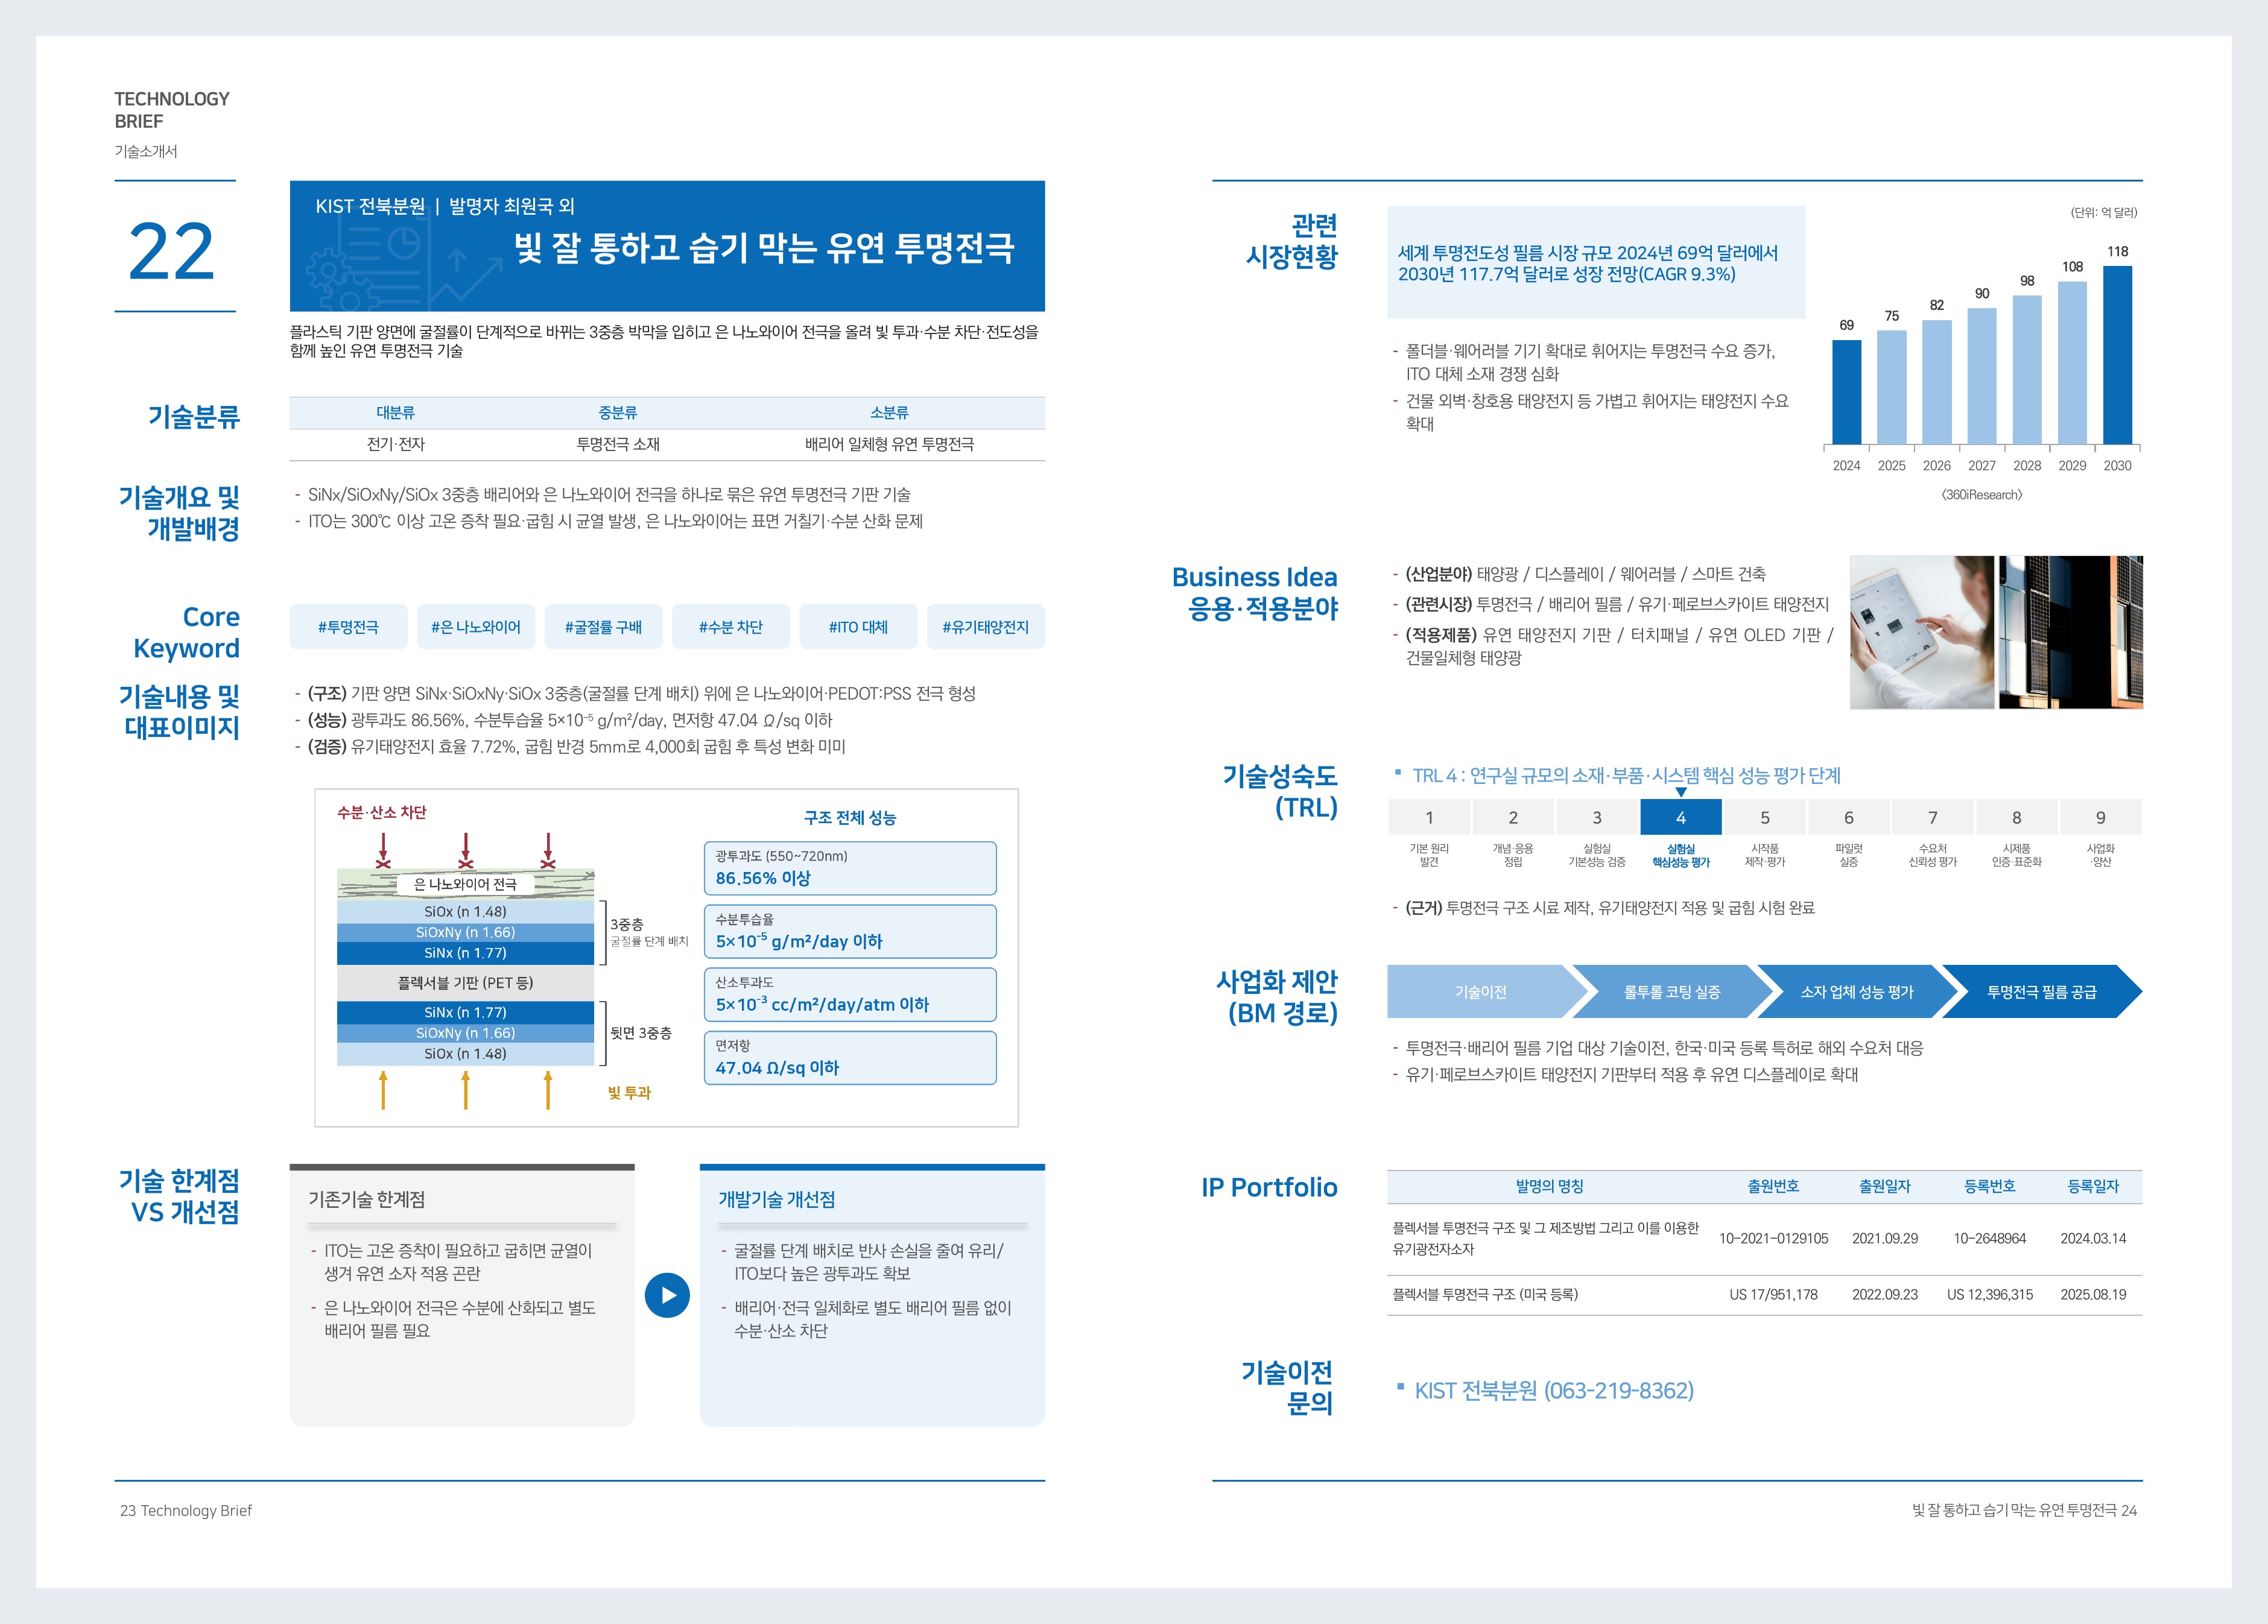 TECHNOLOGY
BRIEF
기술소개서
22
KIST 전북분원 | 발명자 최원국 외
빛 잘 통하고 습기 막는 유연 투명전극
플라스틱 기판 양면에 굴절률이 단계적으로 바뀌는 3중층 박막을 입히고 은 나노와이어 전극을 올려 빛 투과·수분 차단·전도성을
함께 높인 유연 투명전극 기술
기술분류
대분류 중분류 소분류
전기·전자 투명전극 소재 배리어 일체형 유연 투명전극
기술개요 및
개발배경
- SiNx/SiOxNy/SiOx 3중층 배리어와 은 나노와이어 전극을 하나로 묶은 유연 투명전극 기판 기술
- ITO는 300℃ 이상 고온 증착 필요·굽힘 시 균열 발생, 은 나노와이어는 표면 거칠기·수분 산화 문제
Core
Keyword
#투명전극 #은 나노와이어 #굴절률 구배 #수분 차단 #ITO 대체 #유기태양전지
기술내용 및
대표이미지
- (구조) 기판 양면 SiNx·SiOxNy·SiOx 3중층(굴절률 단계 배치) 위에 은 나노와이어·PEDOT:PSS 전극 형성
- (성능) 광투과도 86.56%, 수분투습율 5×10⁻⁵ g/m²/day, 면저항 47.04 Ω/sq 이하
- (검증) 유기태양전지 효율 7.72%, 굽힘 반경 5mm로 4,000회 굽힘 후 특성 변화 미미
수분·산소 차단
은 나노와이어 전극
SiOx (n 1.48)
SiOxNy (n 1.66)
SiNx (n 1.77)
3중층
굴절률 단계 배치
플렉서블 기판 (PET 등)
SiNx (n 1.77)
SiOxNy (n 1.66)
SiOx (n 1.48)
뒷면 3중층
빛 투과
구조 전체 성능
광투과도 (550~720nm)
86.56% 이상
수분투습율
5×10⁻⁵ g/m²/day 이하
산소투과도
5×10⁻³ cc/m²/day/atm 이하
면저항
47.04 Ω/sq 이하
기술 한계점
VS 개선점
기존기술 한계점
- ITO는 고온 증착이 필요하고 굽히면 균열이
생겨 유연 소자 적용 곤란
- 은 나노와이어 전극은 수분에 산화되고 별도
배리어 필름 필요
개발기술 개선점
- 굴절률 단계 배치로 반사 손실을 줄여 유리/
ITO보다 높은 광투과도 확보
- 배리어·전극 일체화로 별도 배리어 필름 없이
수분·산소 차단
23 Technology Brief
관련
시장현황
세계 투명전도성 필름 시장 규모 2024년 69억 달러에서
2030년 117.7억 달러로 성장 전망(CAGR 9.3%)
- 폴더블·웨어러블 기기 확대로 휘어지는 투명전극 수요 증가,
ITO 대체 소재 경쟁 심화
- 건물 외벽·창호용 태양전지 등 가볍고 휘어지는 태양전지 수요
확대
(단위: 억 달러)
69 75 82 90 98 108 118
2024 2025 2026 2027 2028 2029 2030
〈360iResearch〉
Business Idea
응용·적용분야
- (산업분야) 태양광 / 디스플레이 / 웨어러블 / 스마트 건축
- (관련시장) 투명전극 / 배리어 필름 / 유기·페로브스카이트 태양전지
- (적용제품) 유연 태양전지 기판 / 터치패널 / 유연 OLED 기판 /
건물일체형 태양광
기술성숙도
(TRL)
▪ TRL 4 : 연구실 규모의 소재·부품·시스템 핵심 성능 평가 단계
1 2 3 4 5 6 7 8 9
기본 원리 개념·응용 실험실 실험실 시작품 파일럿 수요처 시제품 사업화
발견 정립 기본성능 검증 핵심성능 평가 제작·평가 실증 신뢰성 평가 인증·표준화 ·양산
- (근거) 투명전극 구조 시료 제작, 유기태양전지 적용 및 굽힘 시험 완료
사업화 제안
(BM 경로)
기술이전 롤투롤 코팅 실증 소자 업체 성능 평가 투명전극 필름 공급
- 투명전극·배리어 필름 기업 대상 기술이전, 한국·미국 등록 특허로 해외 수요처 대응
- 유기·페로브스카이트 태양전지 기판부터 적용 후 유연 디스플레이로 확대
IP Portfolio
발명의 명칭 출원번호 출원일자 등록번호 등록일자
플렉서블 투명전극 구조 및 그 제조방법 그리고 이를 이용한
유기광전자소자 10-2021-0129105 2021.09.29 10-2648964 2024.03.14
플렉서블 투명전극 구조 (미국 등록) US 17/951,178 2022.09.23 US 12,396,315 2025.08.19
기술이전
문의
▪ KIST 전북분원 (063-219-8362)
빛 잘 통하고 습기 막는 유연 투명전극 24